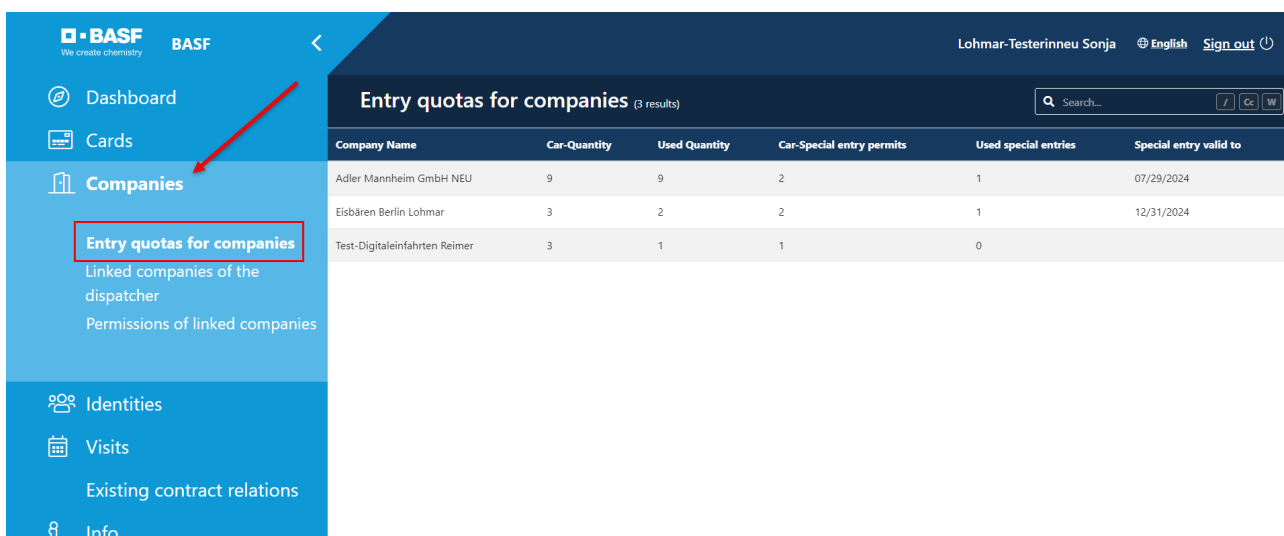 BASF
We create chemistry
BASF
Lohmar-Testerinneu Sonja English Sign out
Dashboard
Cards
Companies
Entry quotas for companies
Linked companies of the
dispatcher
Permissions of linked companies
Identities
Visits
Existing contract relations
Info
Entry quotas for companies (3 results)
Search... / Cc W
Company Name Car-Quantity Used Quantity Car-Special entry permits Used special entries Special entry valid to
Adler Mannheim GmbH NEU 9 9 2 1 07/29/2024
Eisbären Berlin Lohmar 3 2 2 1 12/31/2024
Test-Digitaleinfahrten Reimer 3 1 1 0